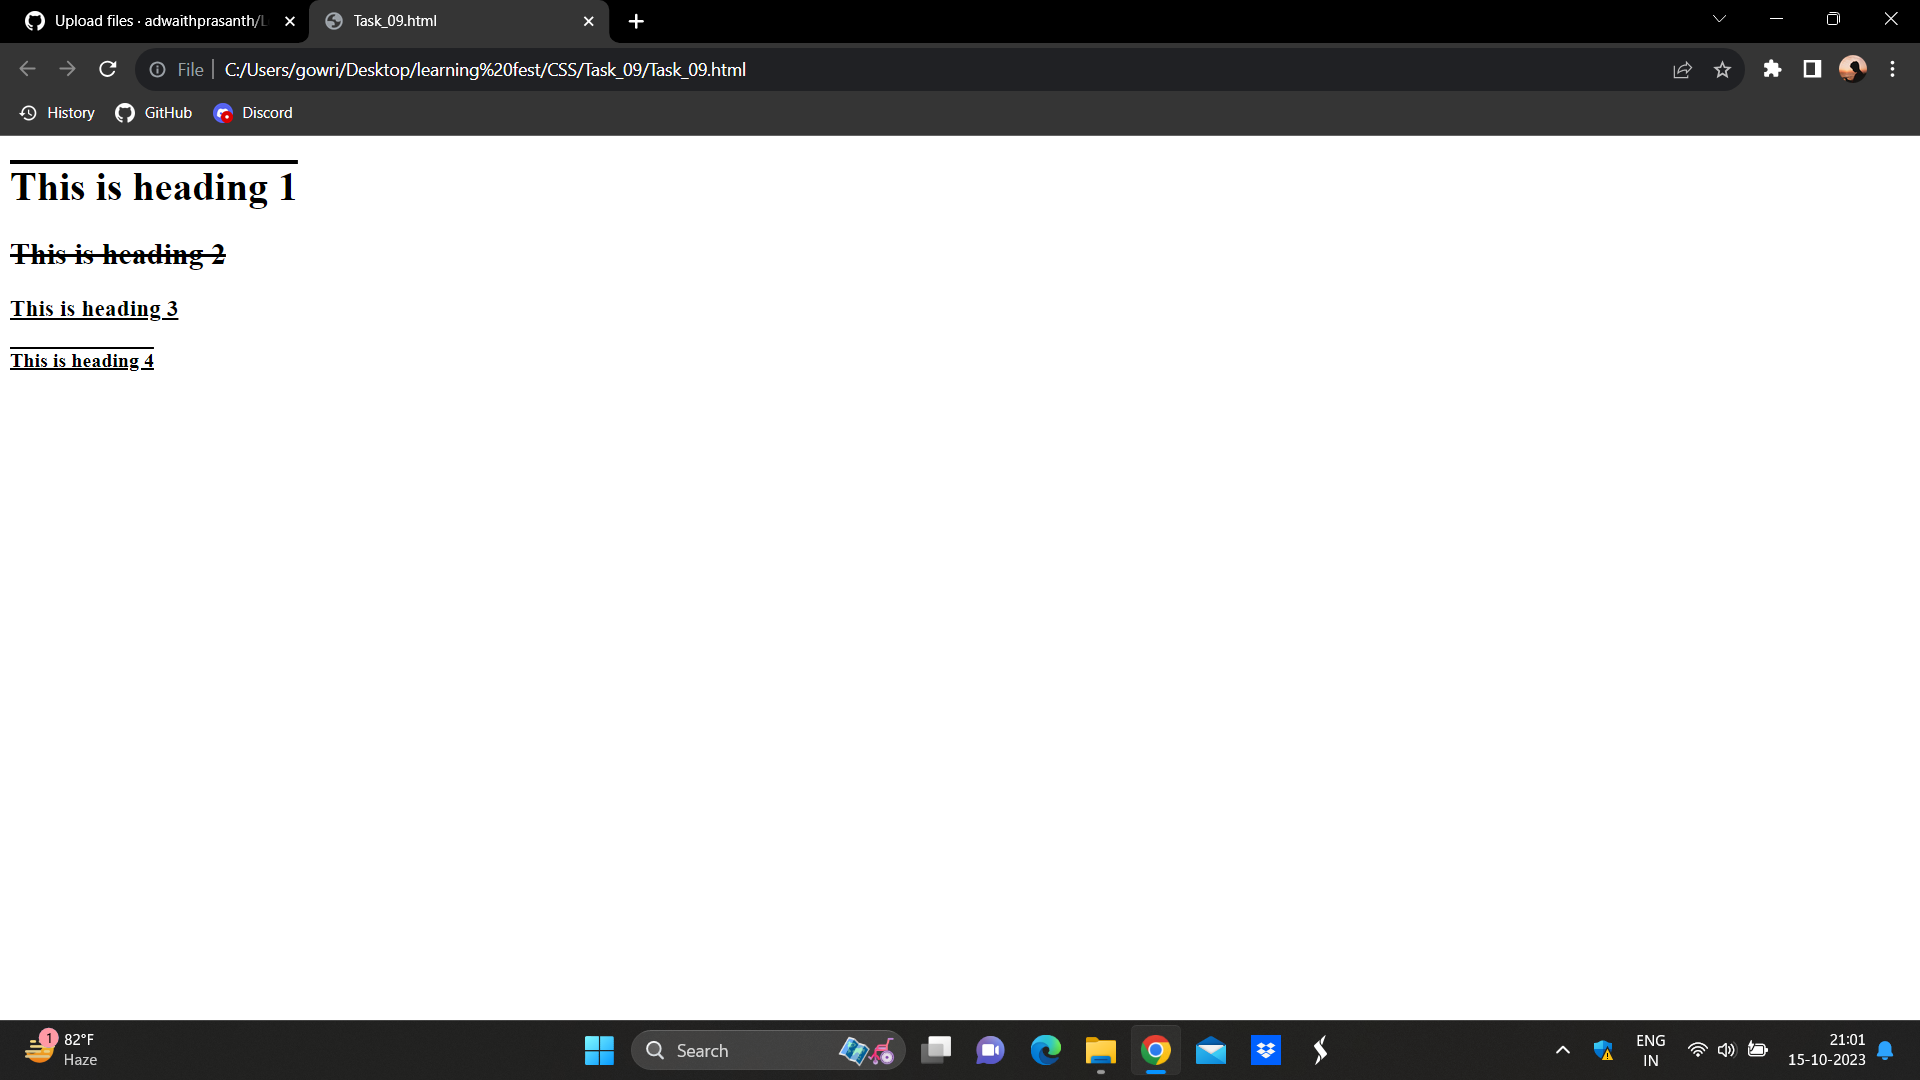 Upload files · adwaithprasanth/L
Task_09.html
File
C:/Users/gowri/Desktop/learning%20fest/CSS/Task_09/Task_09.html
History
GitHub
Discord
This is heading 1
This is heading 2
This is heading 3
This is heading 4
1
82°F
Haze
Search
ENG
IN
21:01
15-10-2023